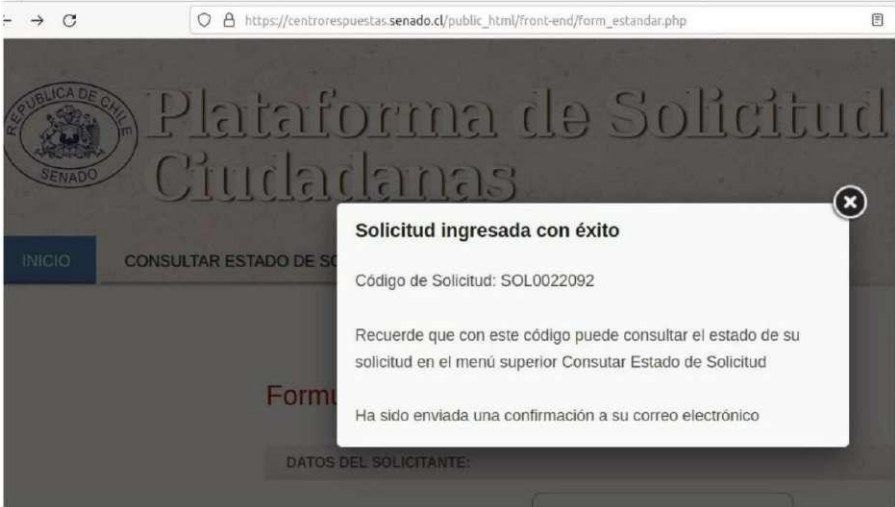 https://centrorespuestas.senado.cl/public_html/front-end/form_estandar.php
REPUBLICA DE CHILE
SENADO
Plataforma de Solicitud
Ciudadanas
INICIO
CONSULTAR ESTADO DE SO
Solicitud ingresada con éxito
Código de Solicitud: SOL0022092
Recuerde que con este código puede consultar el estado de su
solicitud en el menú superior Consutar Estado de Solicitud
Formu
Ha sido enviada una confirmación a su correo electrónico
DATOS DEL SOLICITANTE: